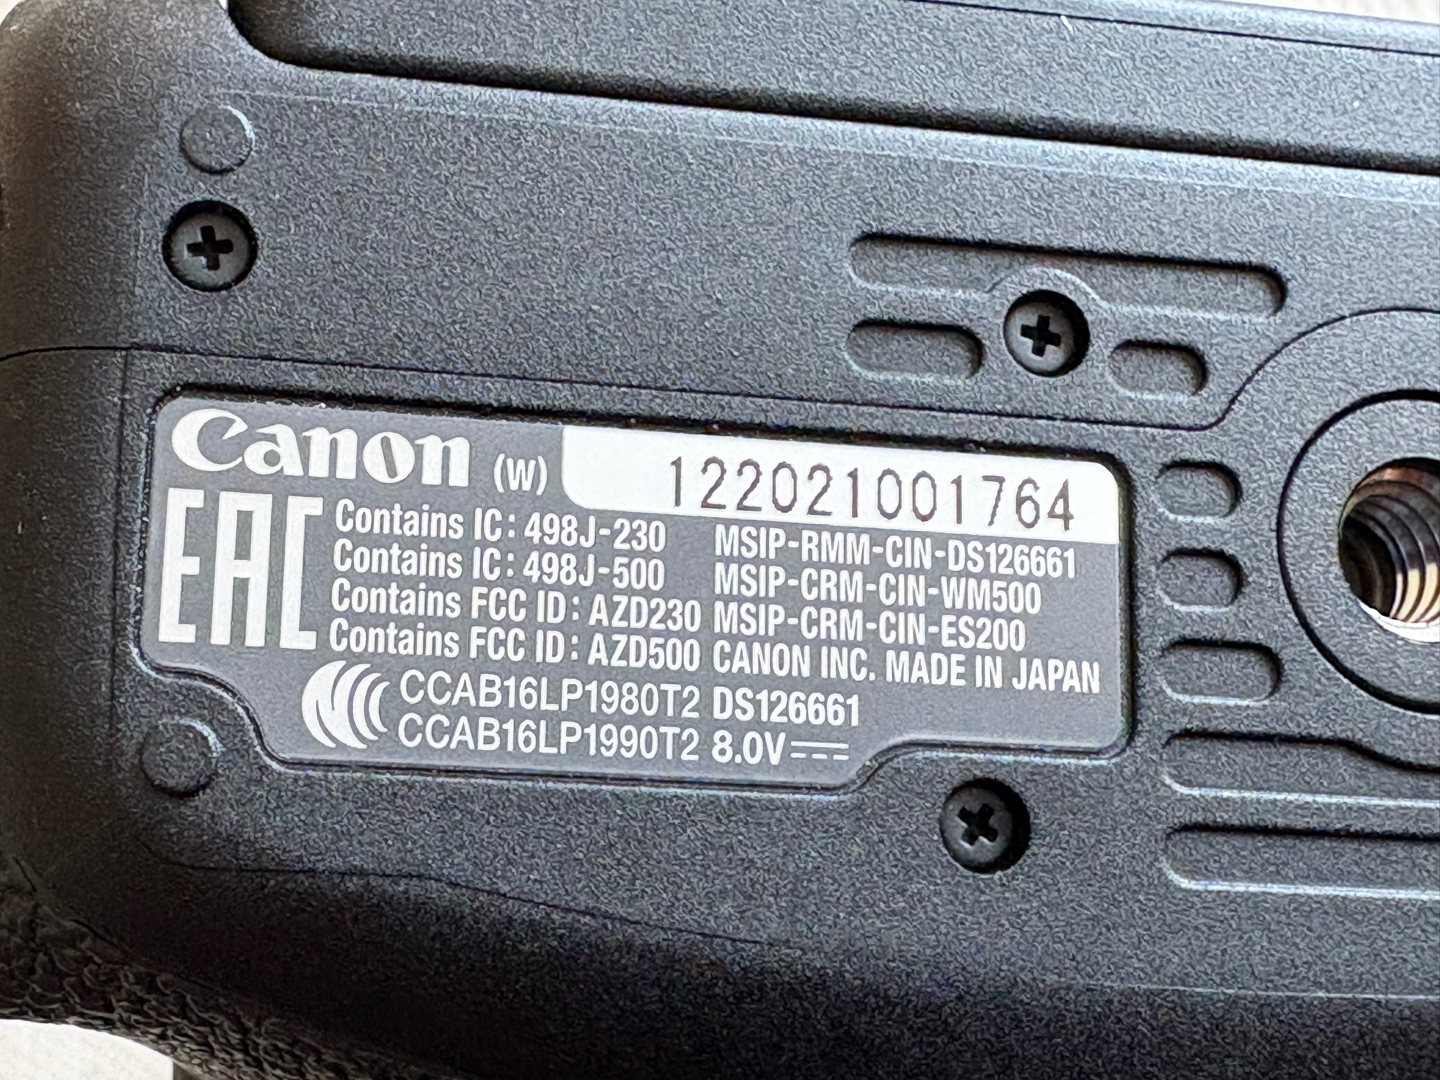 Canon (W) 122021001764
EAC
Contains IC: 498J-230 MSIP-RMM-CIN-DS126661
Contains IC: 498J-500 MSIP-CRM-CIN-WM500
Contains FCC ID: AZD230 MSIP-CRM-CIN-ES200
Contains FCC ID: AZD500 CANON INC. MADE IN JAPAN
CCAB16LP1980T2 DS126661
CCAB16LP1990T2 8.0V⎓